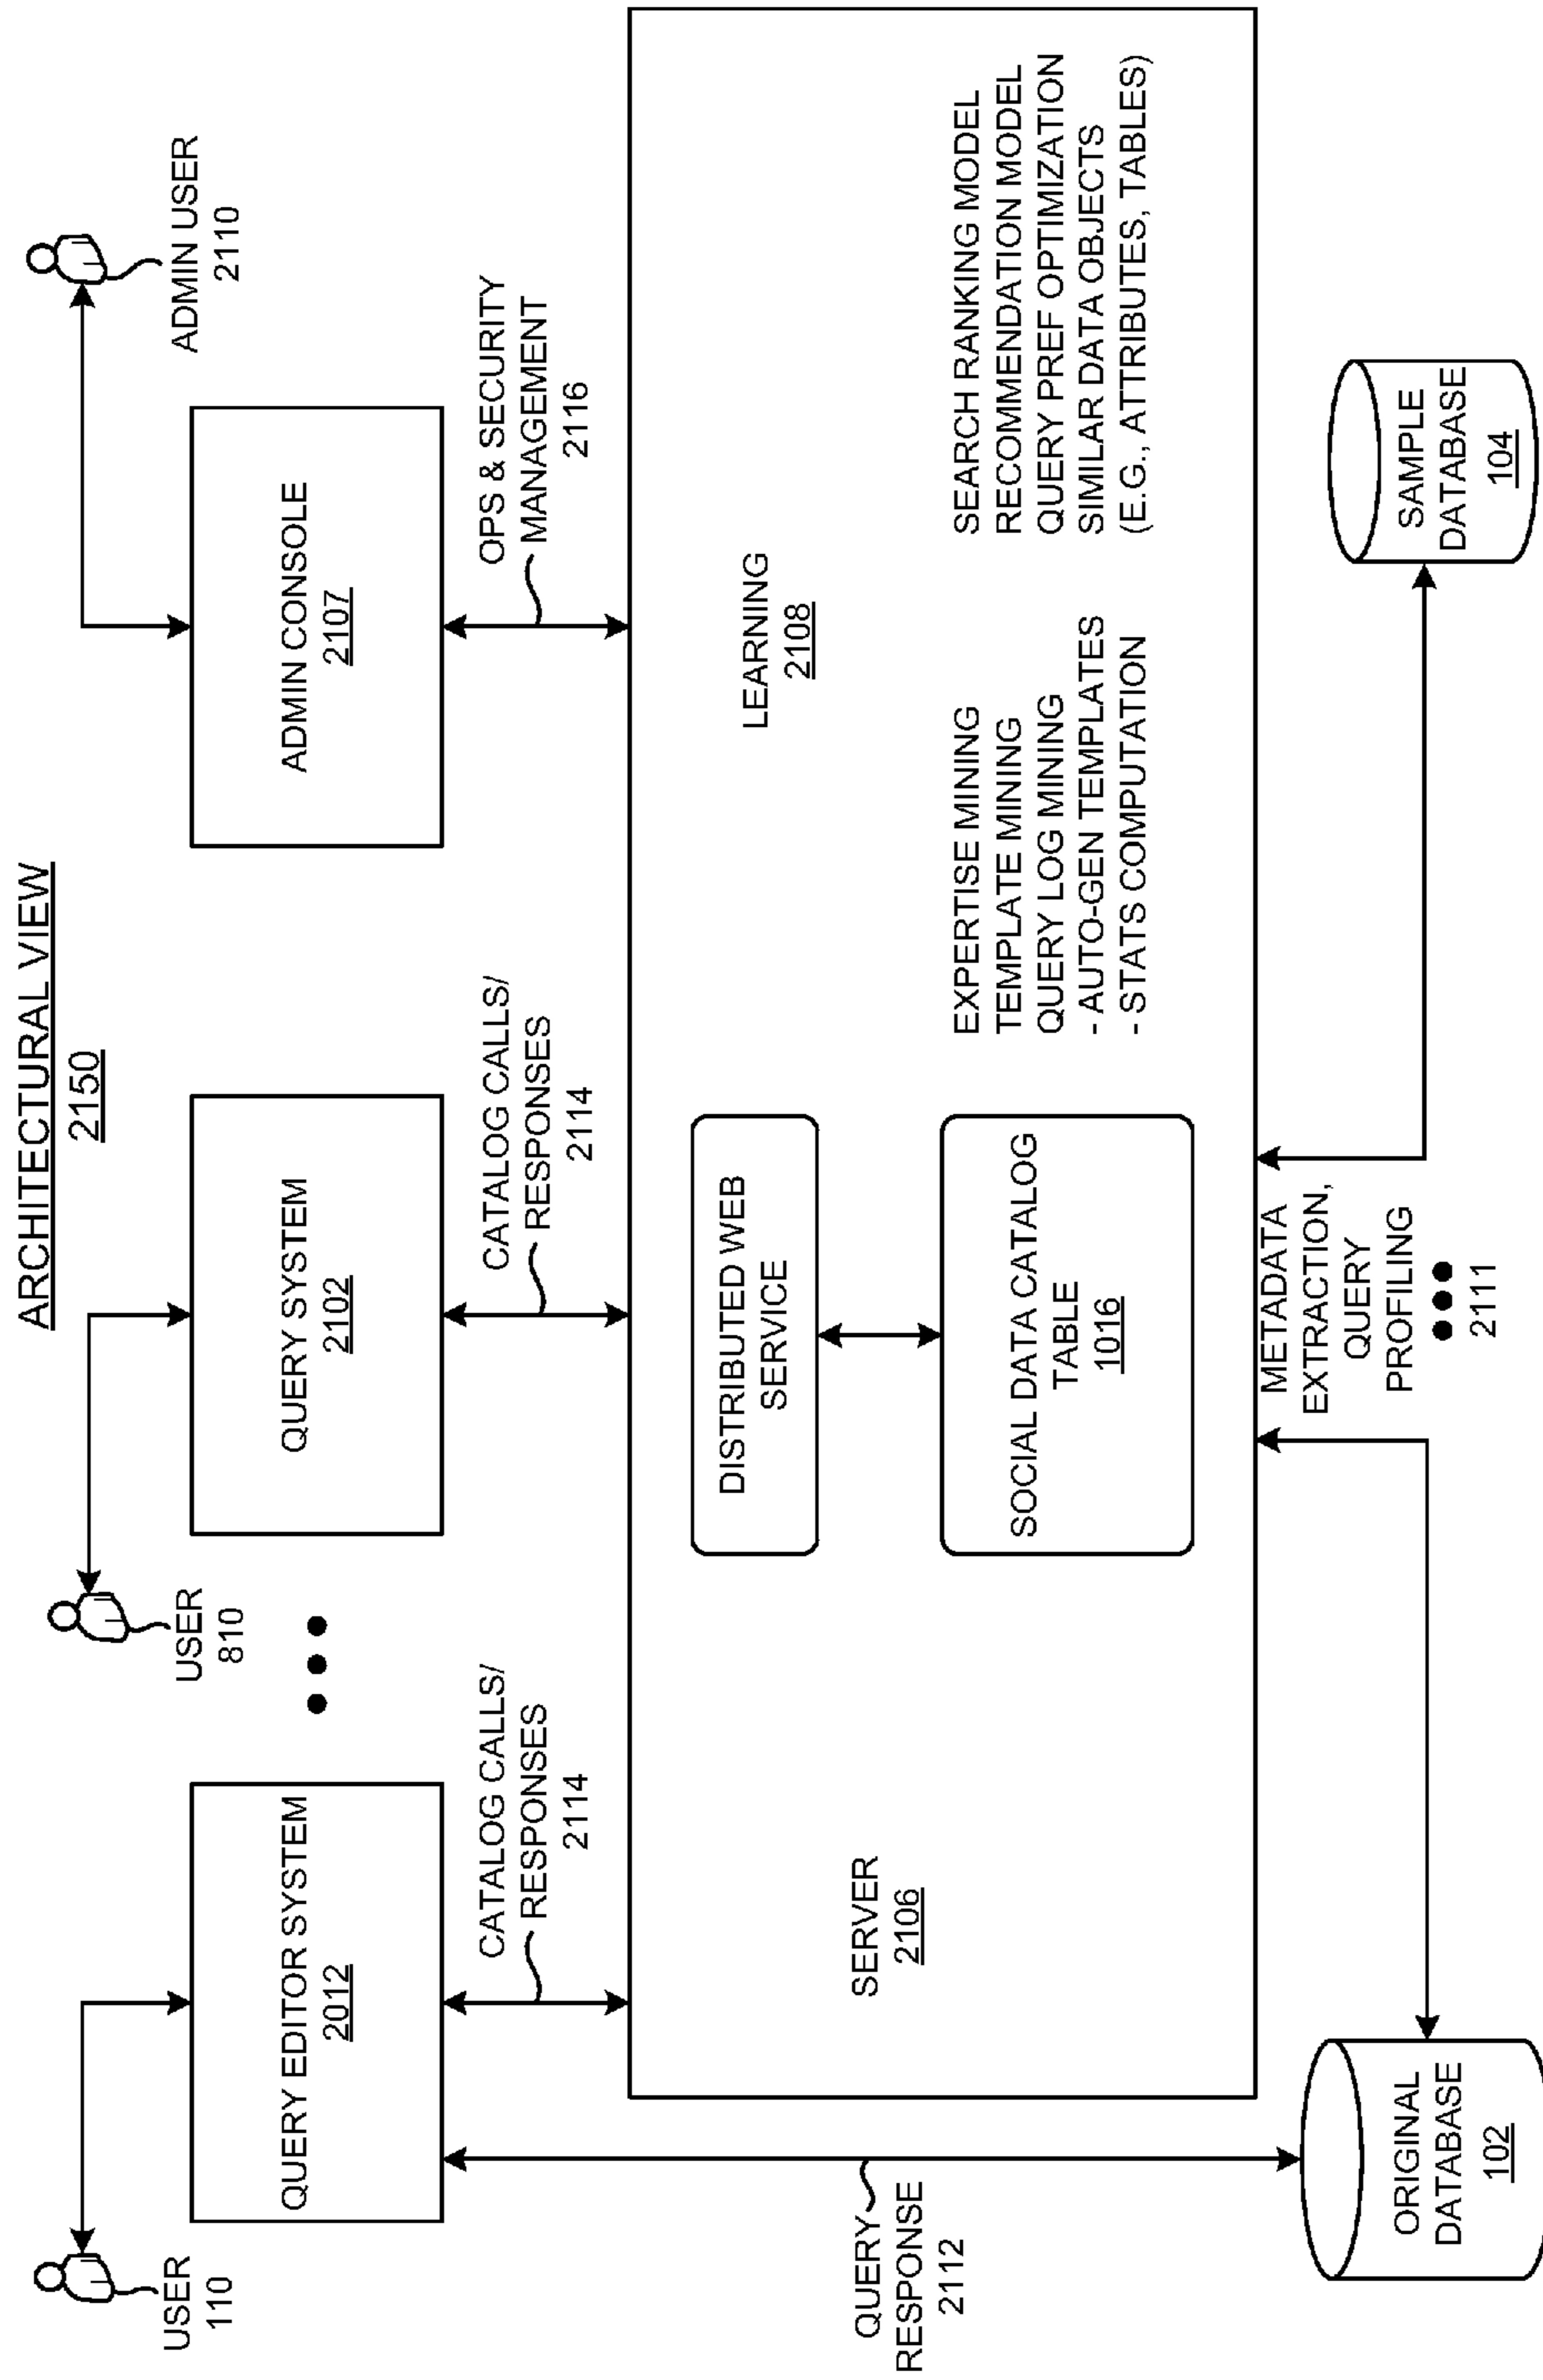 ARCHITECTURAL VIEW
2150
USER
110
USER
810
ADMIN USER
2110
QUERY EDITOR SYSTEM
2012
QUERY SYSTEM
2102
ADMIN CONSOLE
2107
CATALOG CALLS/
RESPONSES
2114
CATALOG CALLS/
RESPONSES
2114
OPS & SECURITY
MANAGEMENT
2116
QUERY
RESPONSE
2112
SERVER
2106
DISTRIBUTED WEB
SERVICE
SOCIAL DATA CATALOG
TABLE
1016
LEARNING
2108
EXPERTISE MINING
TEMPLATE MINING
QUERY LOG MINING
- AUTO-GEN TEMPLATES
- STATS COMPUTATION
SEARCH RANKING MODEL
RECOMMENDATION MODEL
QUERY PREF OPTIMIZATION
SIMILAR DATA OBJECTS
(E.G., ATTRIBUTES, TABLES)
ORIGINAL
DATABASE
102
METADATA
EXTRACTION,
QUERY
PROFILING
2111
SAMPLE
DATABASE
104